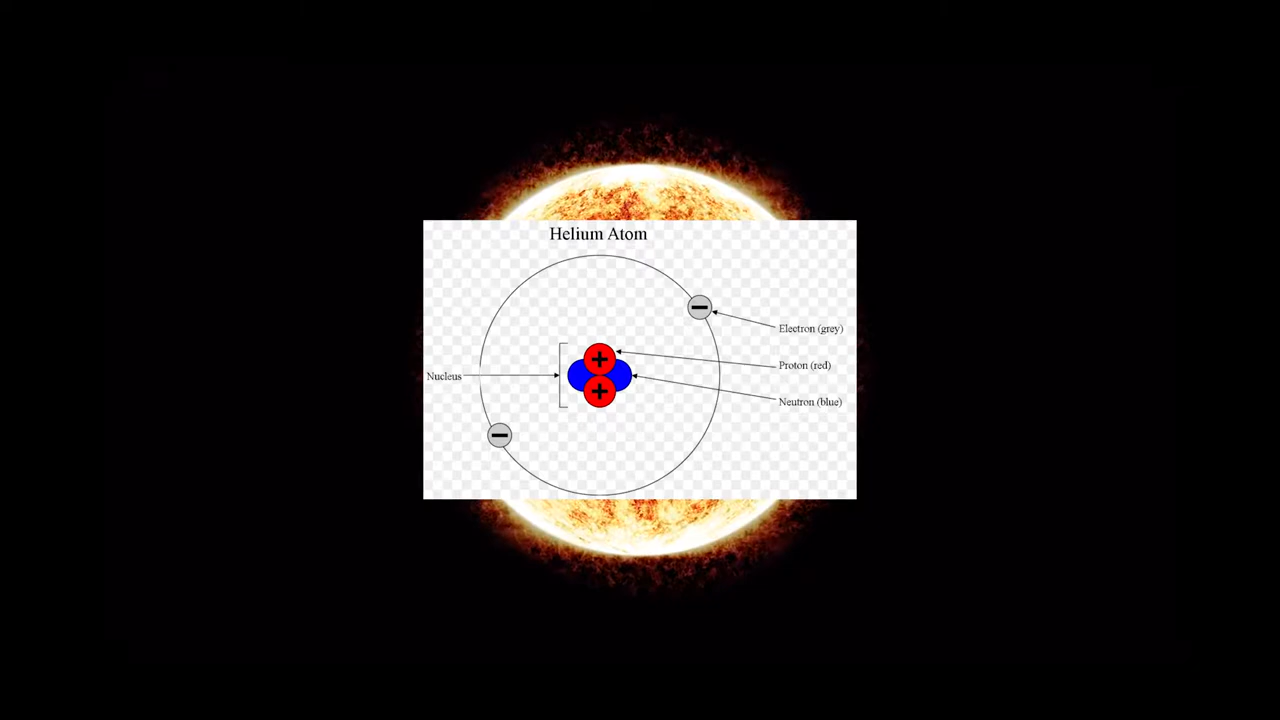 Helium Atom
Electron (grey)
Proton (red)
Nucleus
Neutron (blue)